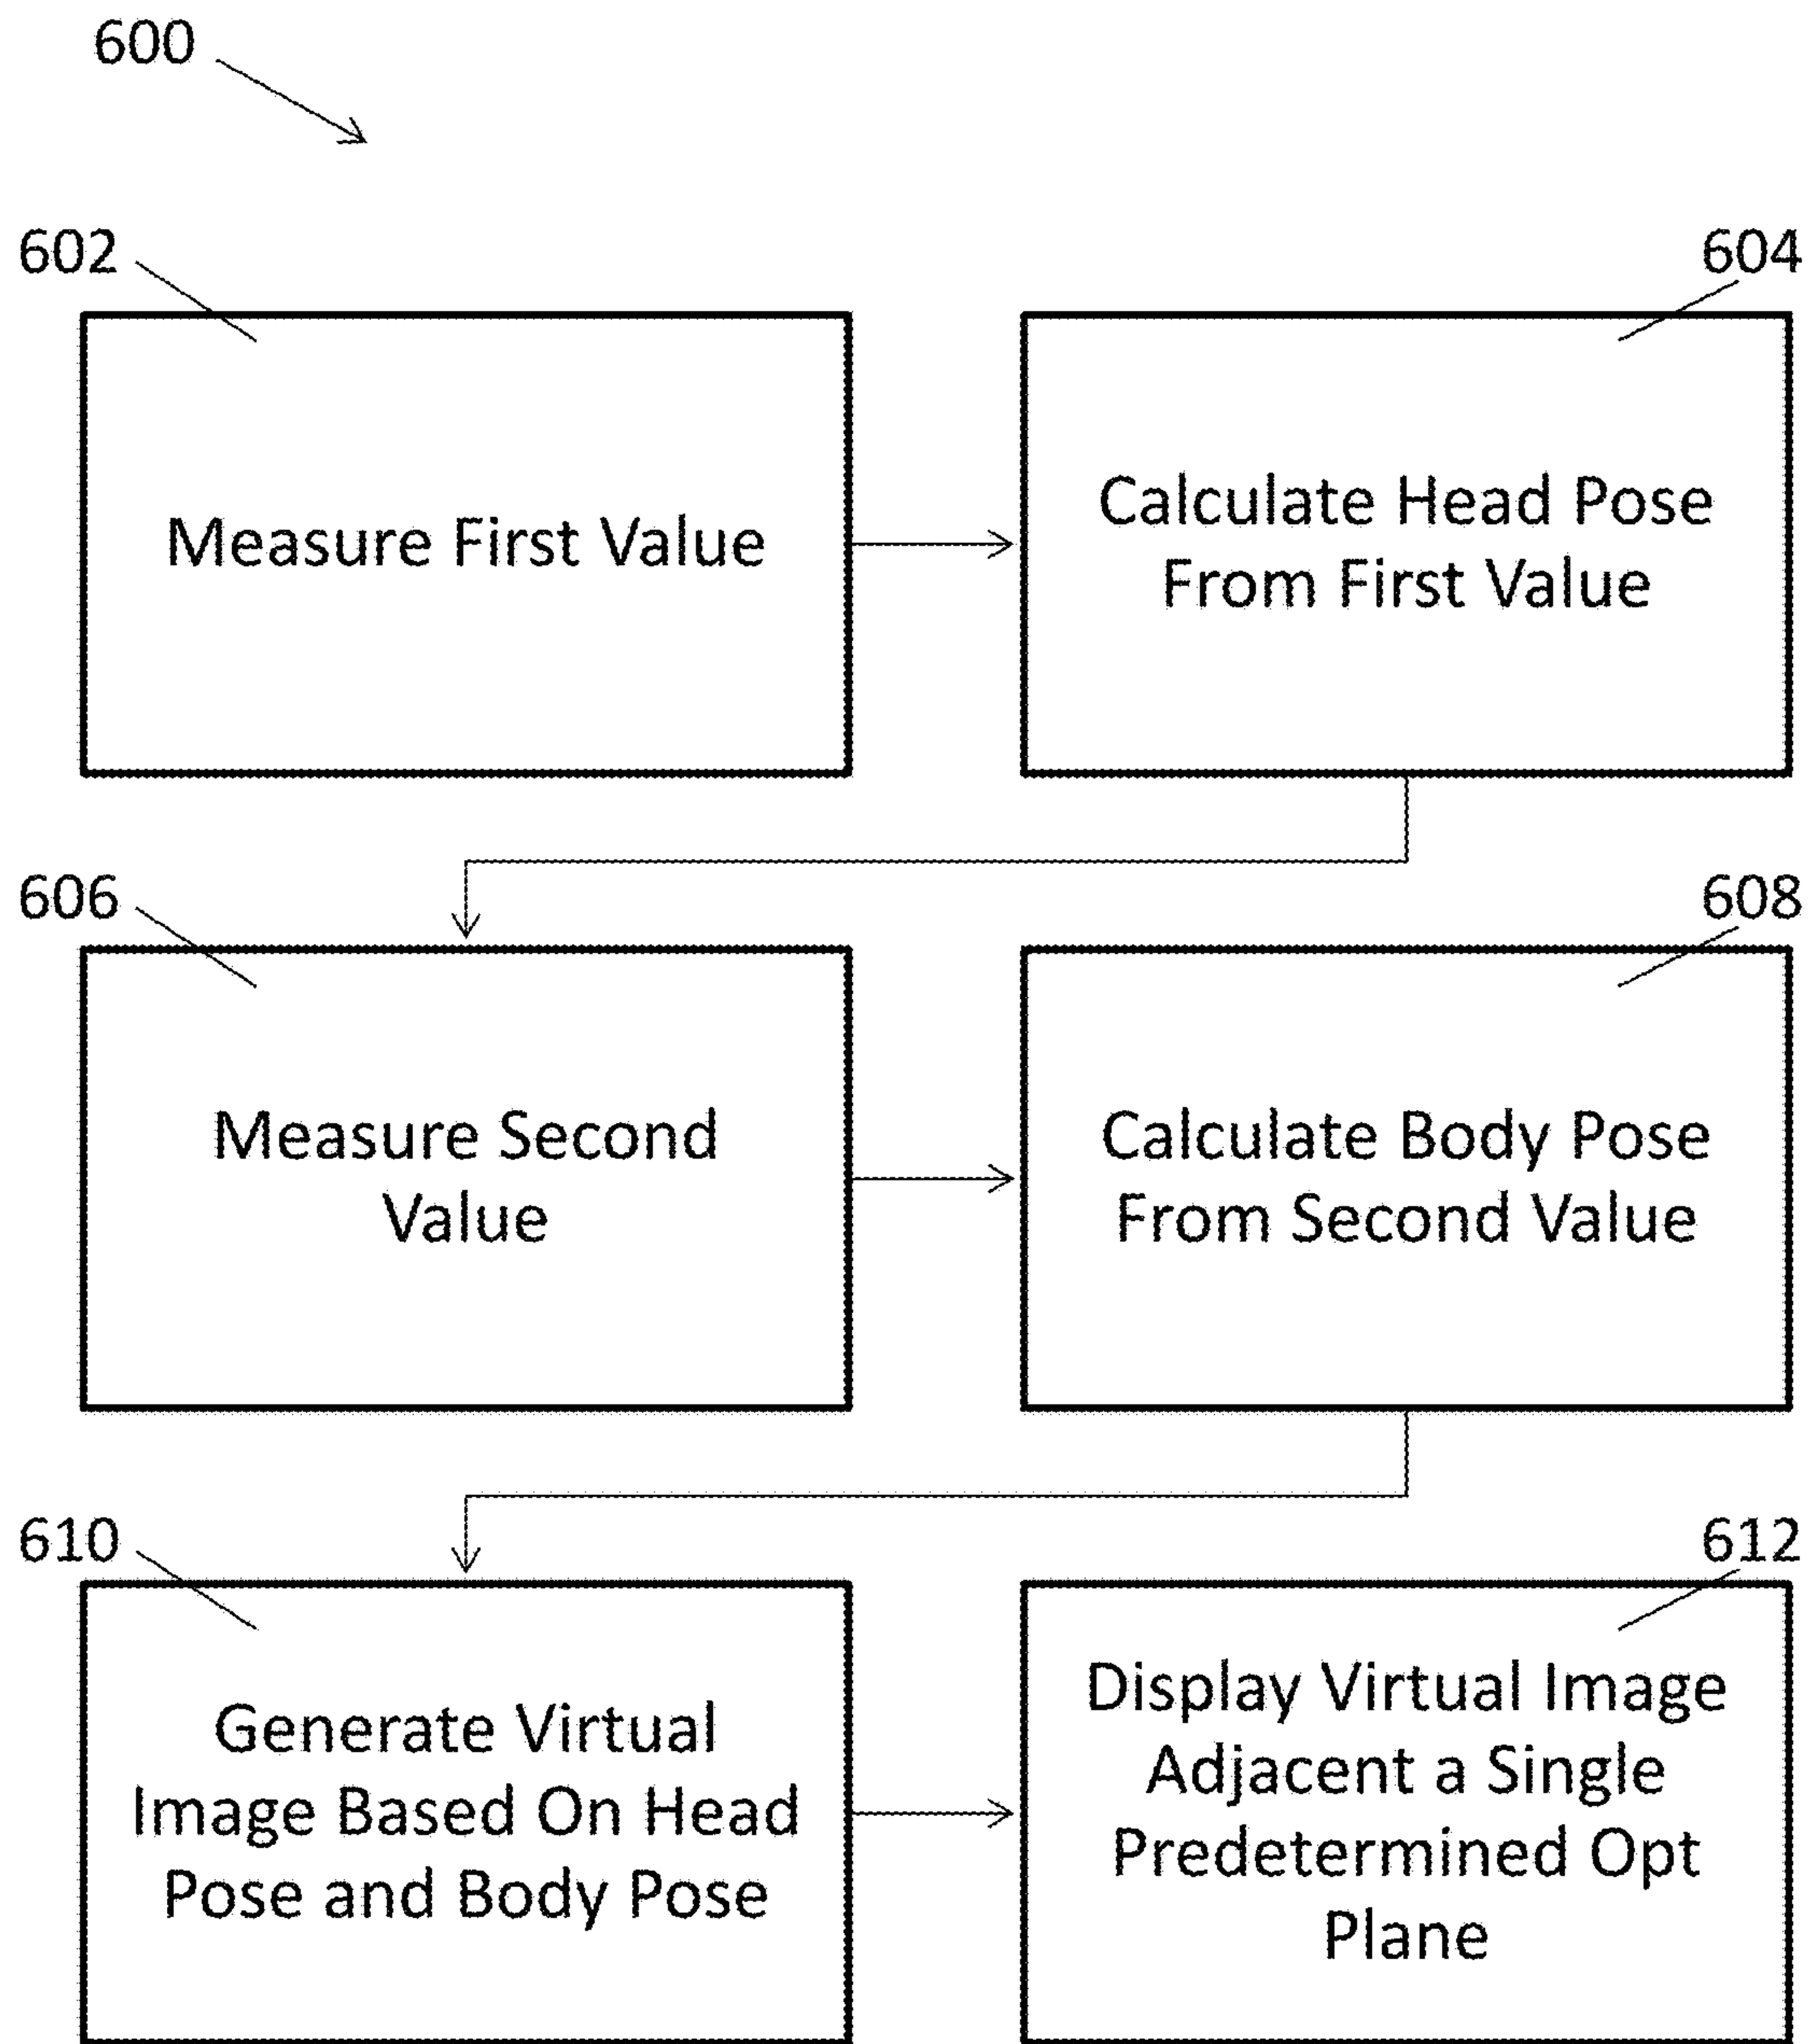 600
602
604
Measure First Value
Calculate Head Pose
From First Value
606
608
Measure Second
Value
Calculate Body Pose
From Second Value
610
612
Generate Virtual
Image Based On Head
Pose and Body Pose
Display Virtual Image
Adjacent a Single
Predetermined Opt
Plane